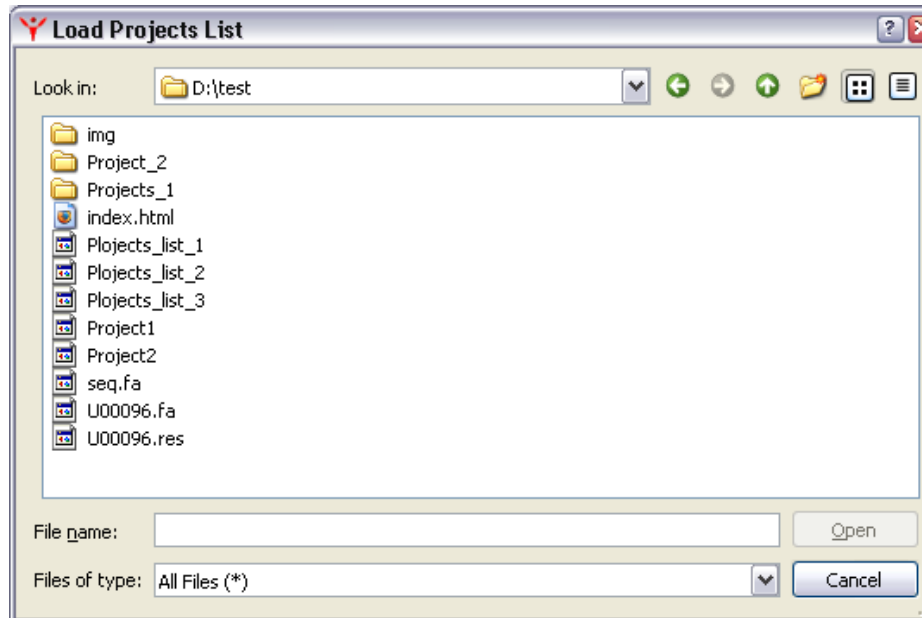 Load Projects List
Look in: D:\test
img
Project_2
Projects_1
index.html
Plojects_list_1
Plojects_list_2
Plojects_list_3
Project1
Project2
seq.fa
U00096.fa
U00096.res
File name: Open
Files of type: All Files (*) Cancel